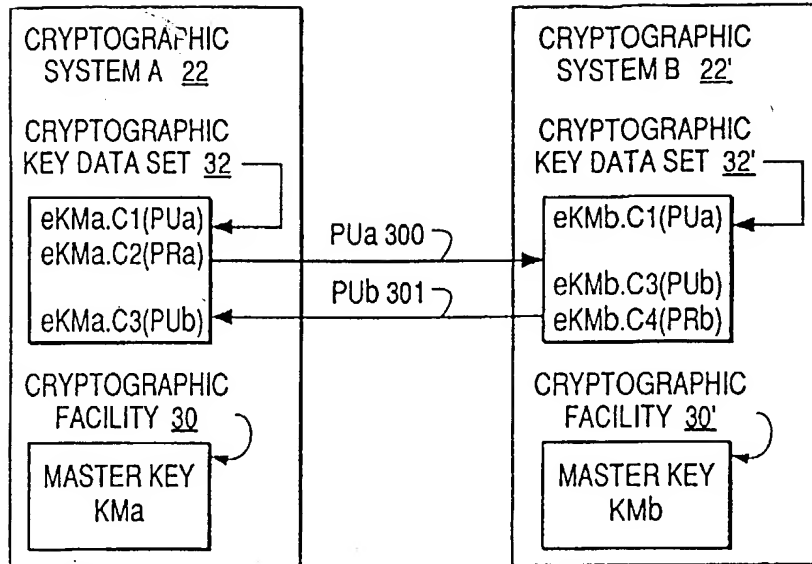 CRYPTOGRAPHIC
SYSTEM A 22
CRYPTOGRAPHIC
KEY DATA SET 32
eKMa.C1(PUa)
eKMa.C2(PRa)
eKMa.C3(PUb)
CRYPTOGRAPHIC
FACILITY 30
MASTER KEY
KMa
PUa 300
PUb 301
CRYPTOGRAPHIC
SYSTEM B 22'
CRYPTOGRAPHIC
KEY DATA SET 32'
eKMb.C1(PUa)
eKMb.C3(PUb)
eKMb.C4(PRb)
CRYPTOGRAPHIC
FACILITY 30'
MASTER KEY
KMb